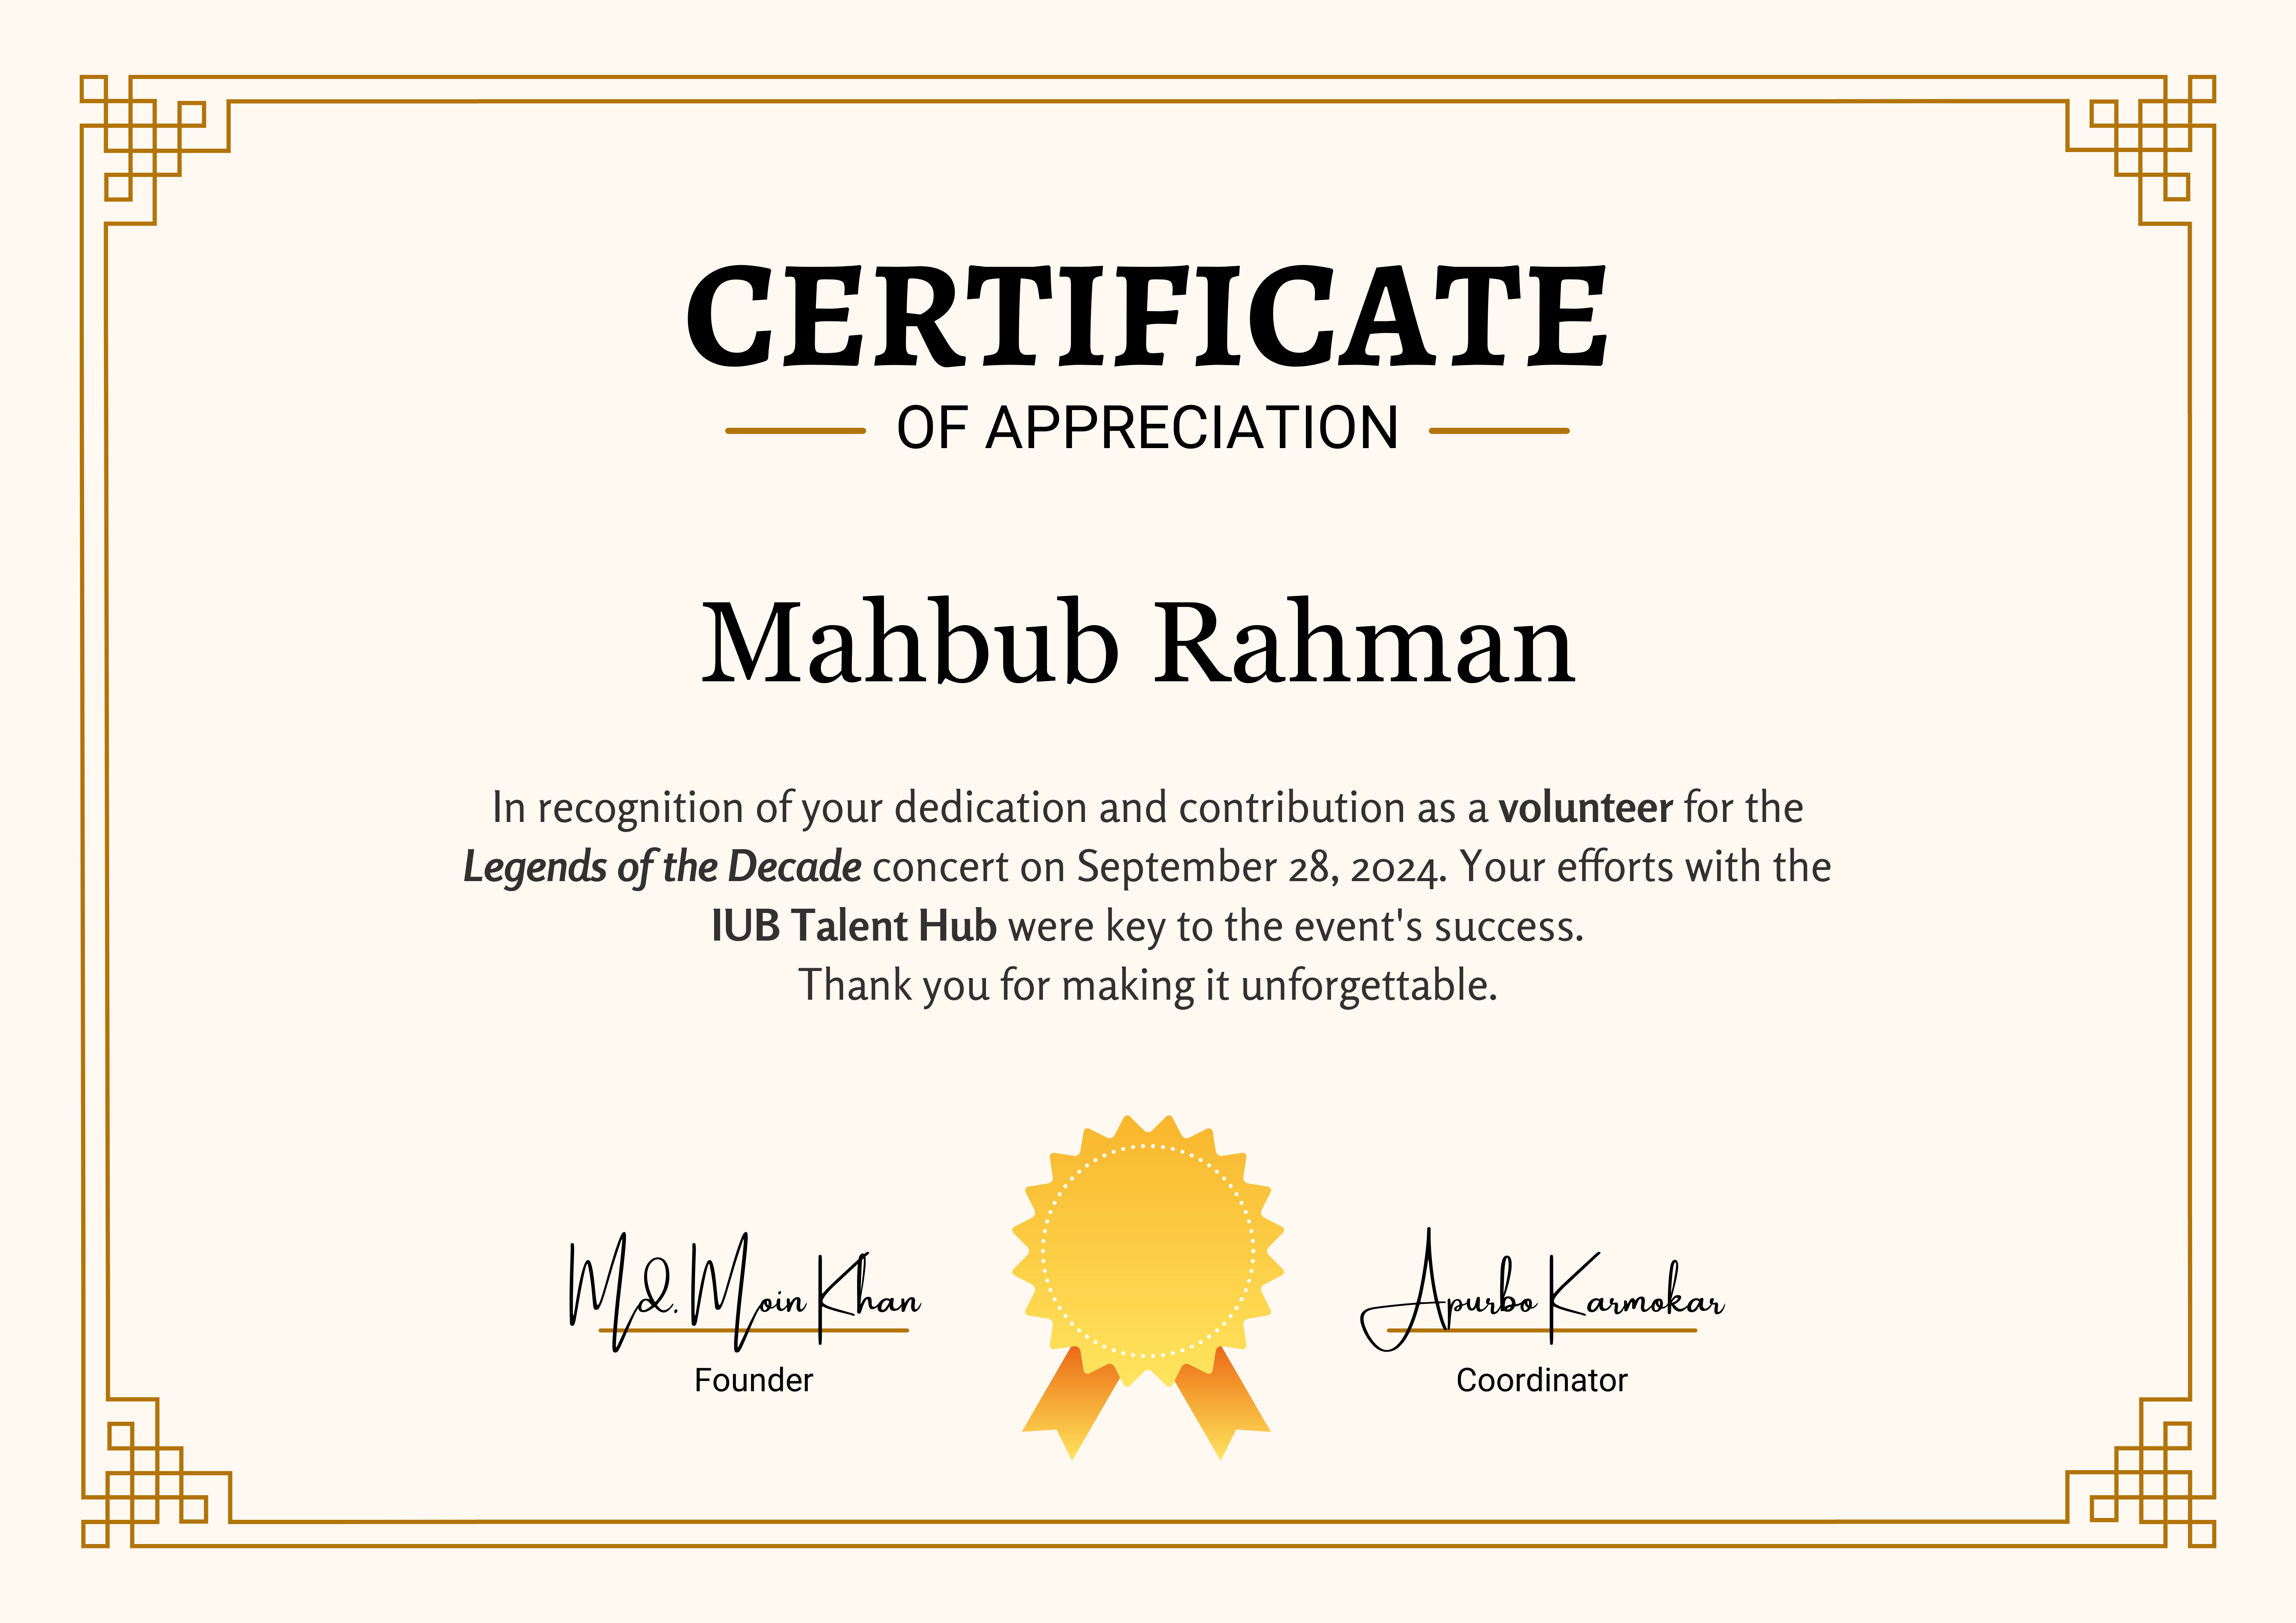 CERTIFICATE
OF APPRECIATION
Mahbub Rahman
In recognition of your dedication and contribution as a volunteer for the
Legends of the Decade concert on September 28, 2024. Your efforts with the
IUB Talent Hub were key to the event's success.
Thank you for making it unforgettable.
Md. Moin Khan
Founder
Apurbo Karmokar
Coordinator